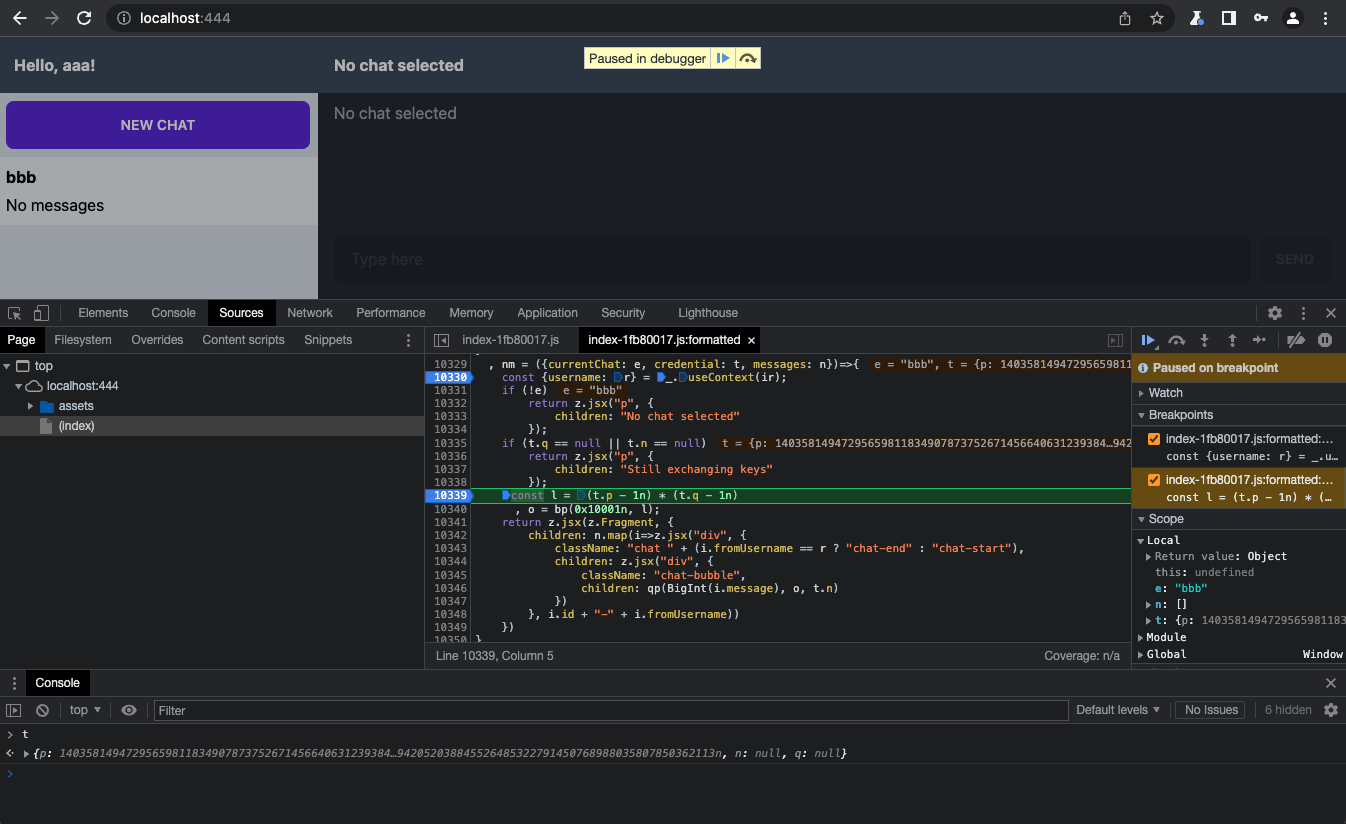 localhost:444
Hello, aaa!
No chat selected
Paused in debugger
NEW CHAT
No chat selected
bbb
No messages
Type here
SEND
Elements Console Sources Network Performance Memory Application Security Lighthouse
Page Filesystem Overrides Content scripts Snippets
index-1fb80017.js index-1fb80017.js:formatted ×
top
localhost:444
assets
(index)
10329 , nm = ({currentChat: e, credential: t, messages: n})=>{ e = "bbb", t = {p: 14035814947295659811
10330 const {username: r} = _.useContext(ir);
10331 if (!e) e = "bbb"
10332 return z.jsx("p", {
10333 children: "No chat selected"
10334 });
10335 if (t.q == null || t.n == null) t = {p: 14035814947295659811834907873752671456640631239384…942
10336 return z.jsx("p", {
10337 children: "Still exchanging keys"
10338 });
10339 const l = (t.p - 1n) * (t.q - 1n)
10340 , o = bp(0x10001n, l);
10341 return z.jsx(z.Fragment, {
10342 children: n.map(i=>z.jsx("div", {
10343 className: "chat " + (i.fromUsername == r ? "chat-end" : "chat-start"),
10344 children: z.jsx("div", {
10345 className: "chat-bubble",
10346 children: qp(BigInt(i.message), o, t.n)
10347 })
10348 }, i.id + "-" + i.fromUsername))
10349 })
10350 }
Line 10339, Column 5
Coverage: n/a
Paused on breakpoint
Watch
Breakpoints
index-1fb80017.js:formatted:…
const {username: r} = _.u…
index-1fb80017.js:formatted:…
const l = (t.p - 1n) * (…
Scope
Local
Return value: Object
this: undefined
e: "bbb"
n: []
t: {p: 1403581494729565981183
Module
Global Window
Console
top Filter Default levels No Issues 6 hidden
t
{p: 14035814947295659811834907873752671456640631239384…942052038845526485322791450768988035807850362113n, n: null, q: null}